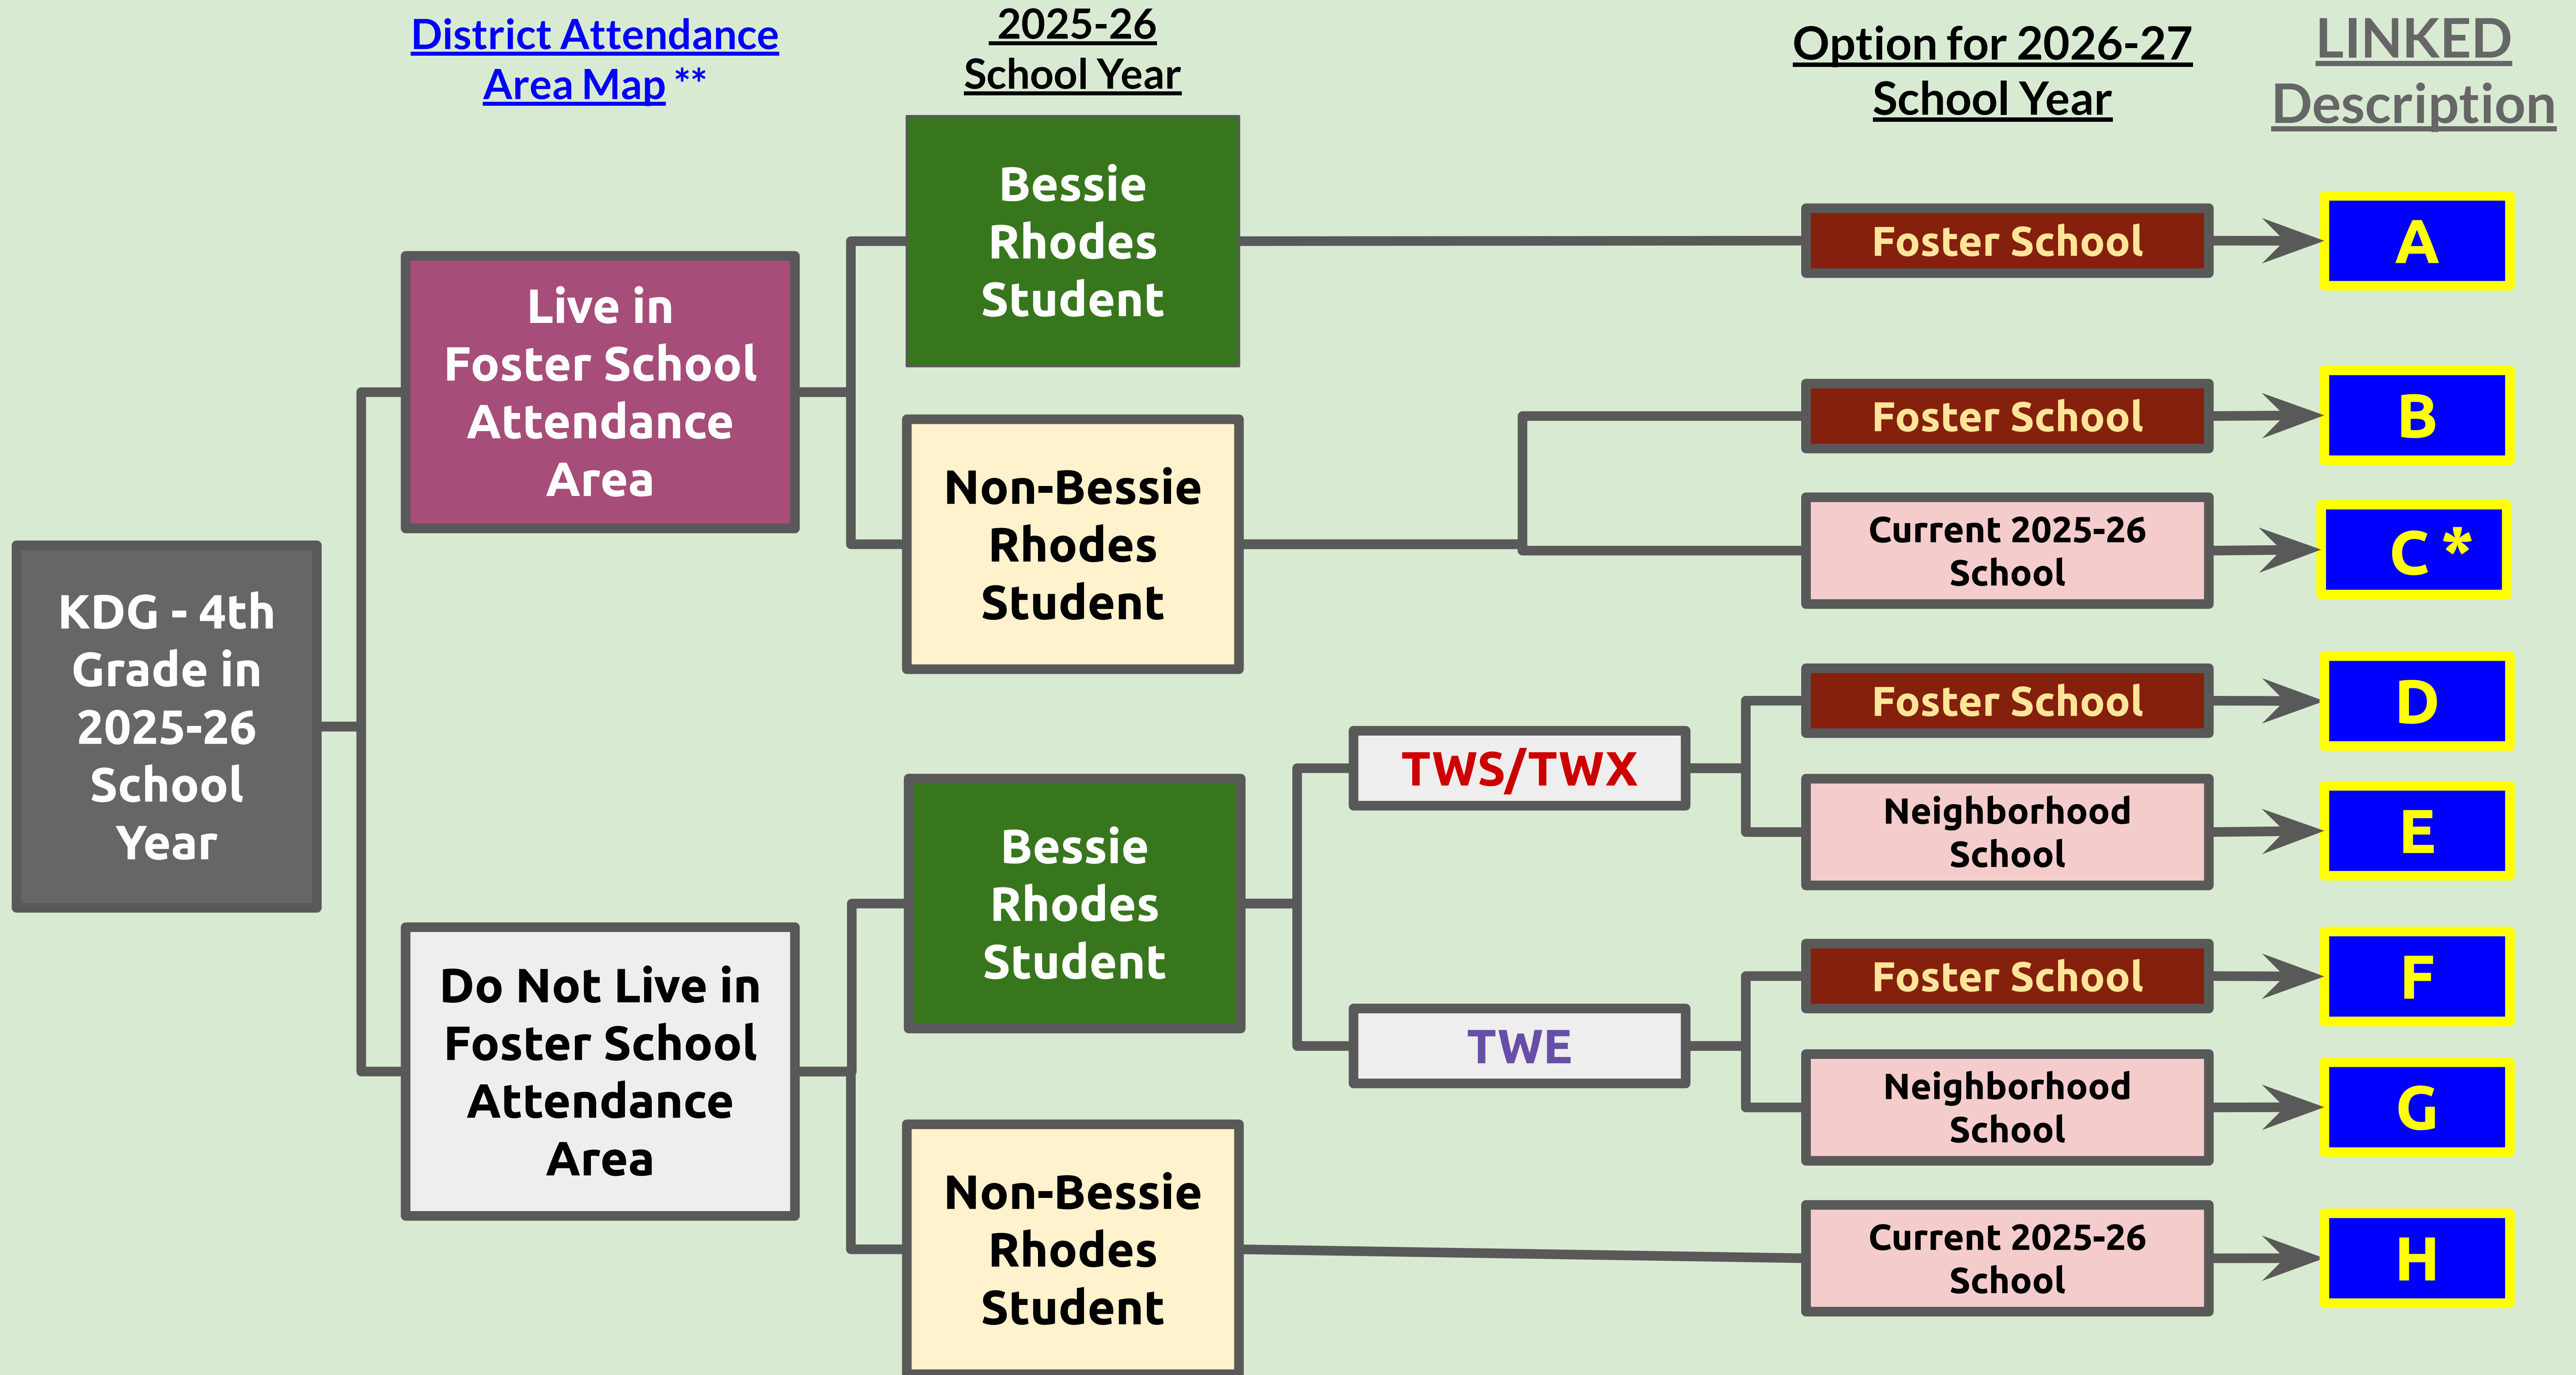 District Attendance
Area Map **
2025-26
School Year
Option for 2026-27
School Year
LINKED
Description
KDG - 4th
Grade in
2025-26
School
Year
Live in
Foster School
Attendance
Area
Bessie
Rhodes
Student
Foster School
A
Non-Bessie
Rhodes
Student
Foster School
B
Current 2025-26
School
C *
Do Not Live in
Foster School
Attendance
Area
Bessie
Rhodes
Student
TWS/TWX
Foster School
D
Neighborhood
School
E
TWE
Foster School
F
Neighborhood
School
G
Non-Bessie
Rhodes
Student
Current 2025-26
School
H